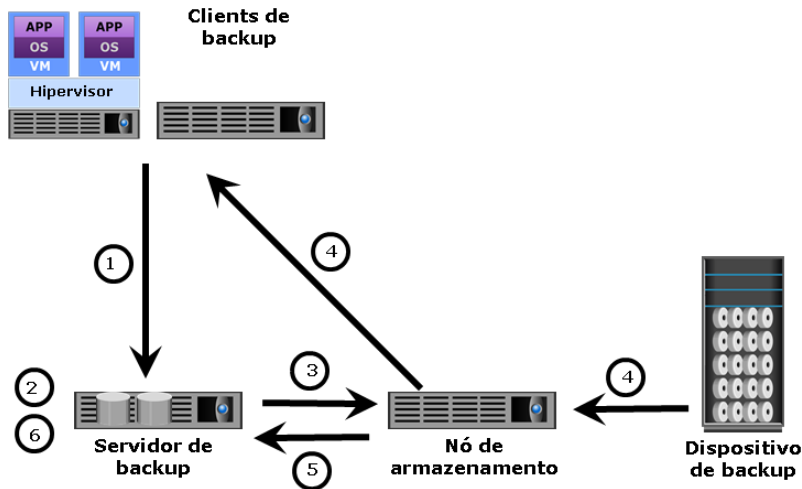 APP
OS
VM
APP
OS
VM
Hipervisor
Clients de
backup
1
4
2
3
4
6
5
Servidor de
backup
Nó de
armazenamento
Dispositivo
de backup